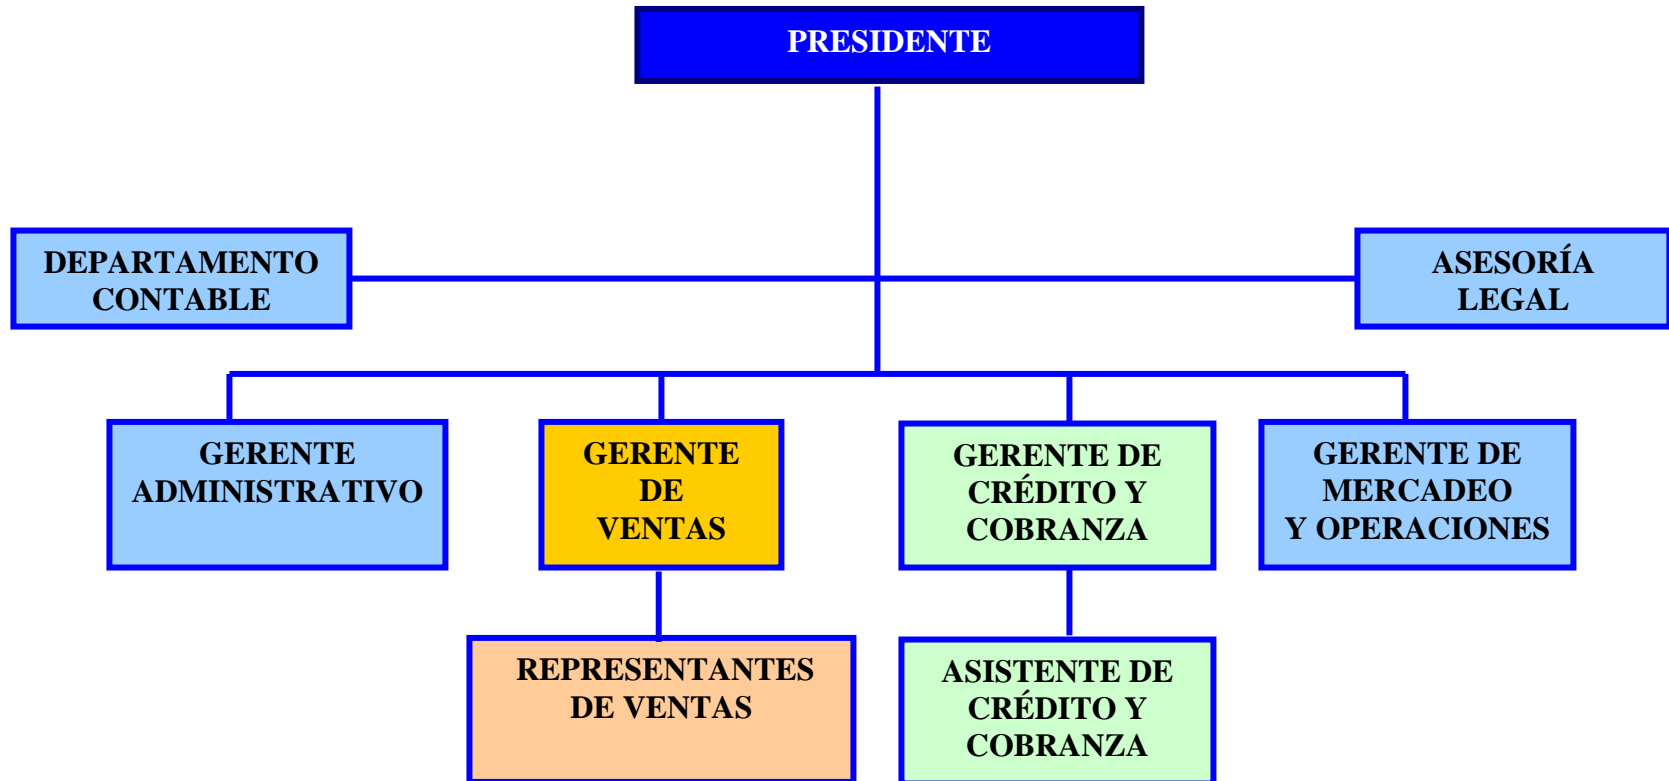 PRESIDENTE
DEPARTAMENTO
CONTABLE
ASESORÍA
LEGAL
GERENTE
ADMINISTRATIVO
GERENTE
DE
VENTAS
GERENTE DE
CRÉDITO Y
COBRANZA
GERENTE DE
MERCADEO
Y OPERACIONES
REPRESENTANTES
DE VENTAS
ASISTENTE DE
CRÉDITO Y
COBRANZA